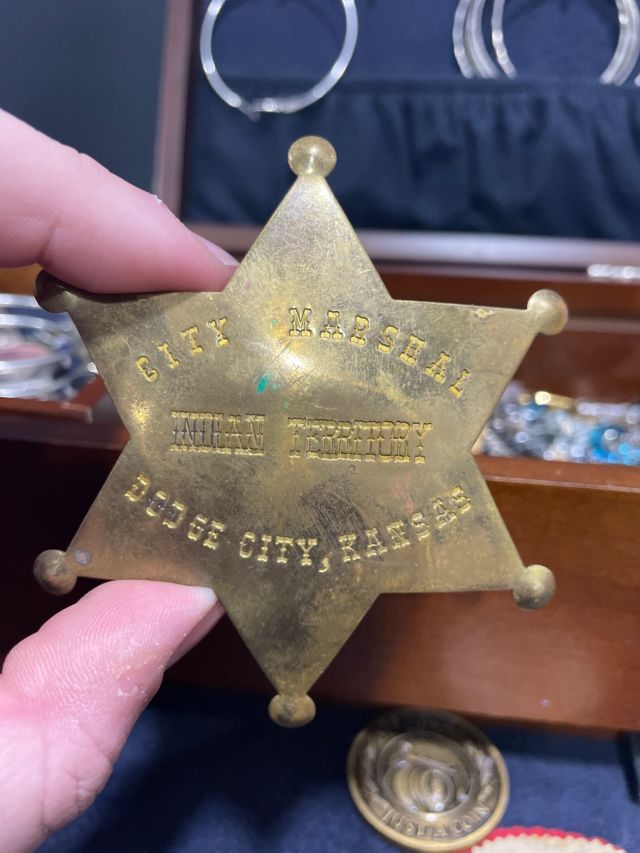 CITY MARSHAL
INDIAN TERRITORY
DODGE CITY, KANSAS